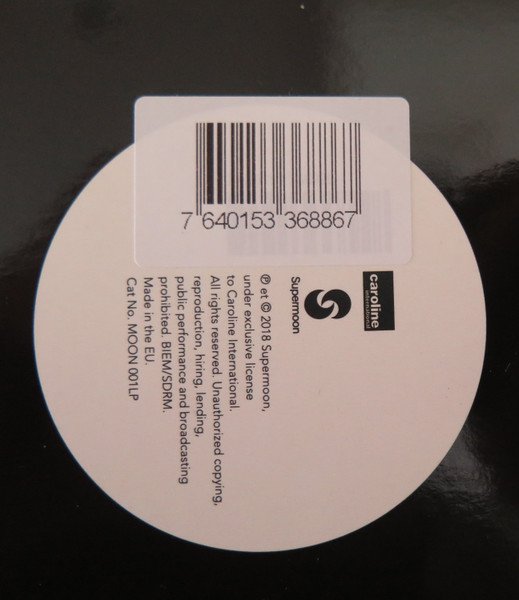 7 640153 368867
caroline
international
Supermoon
℗ et © 2018 Supermoon,
under exclusive license
to Caroline International.
All rights reserved. Unauthorized copying,
reproduction, hiring, lending,
public performance and broadcasting
prohibited. BIEM/SDRM.
Made in the EU.
Cat No. MOON 001LP